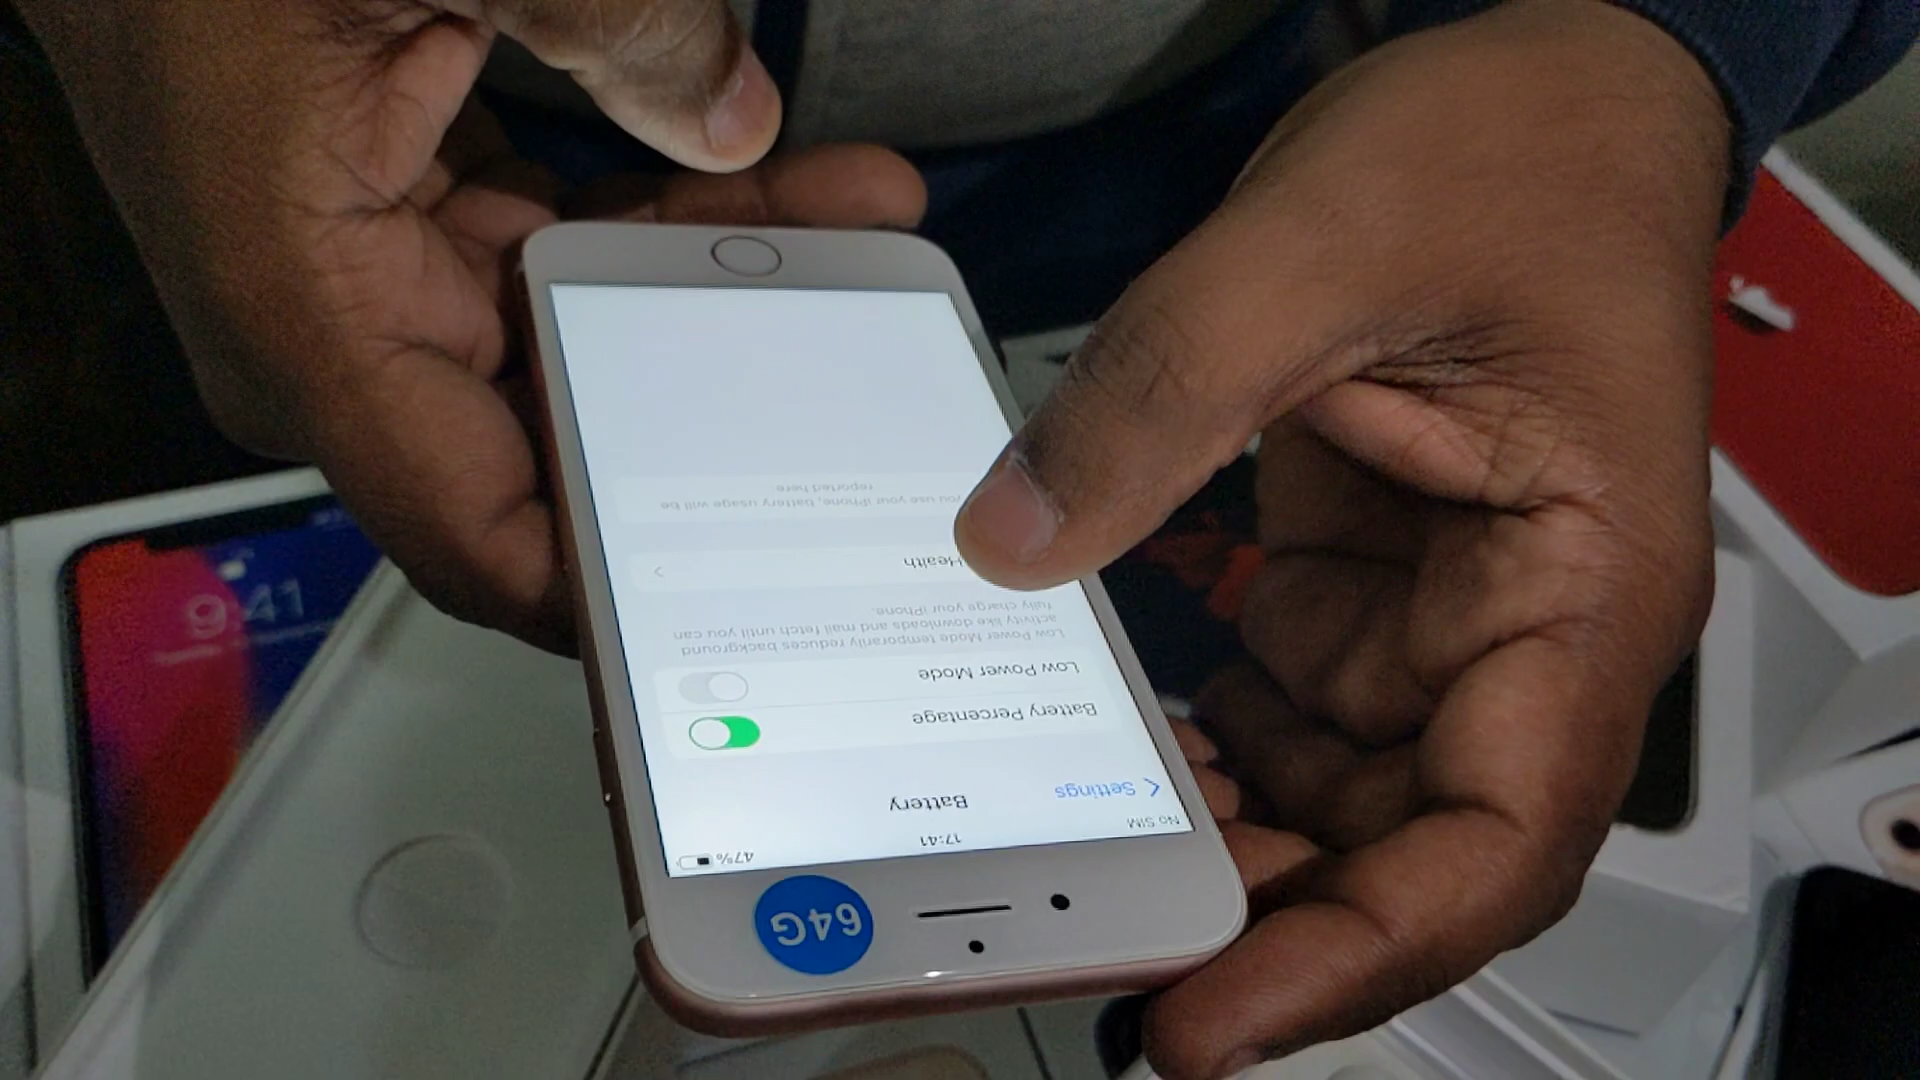 64G
No SIM 17:41 47%
Settings Battery
Battery Percentage
Low Power Mode
Low Power Mode temporarily reduces background
activity like downloads and mail fetch until you can
fully charge your iPhone.
Health
you use your iPhone, battery usage will be
reported here
9:41